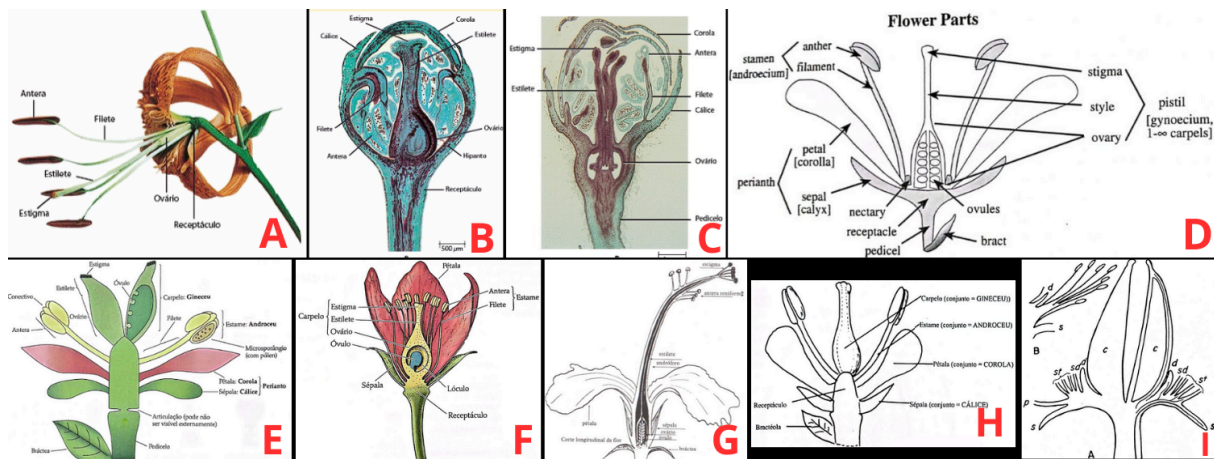 Antera
Filete
Estilete
Estigma
Ovário
Receptáculo
A
Estigma
Corola
Cálice
Estilete
Filete
Antera
Ovário
Hipanto
Receptáculo
500 µm
B
Corola
Estigma
Antera
Estilete
Filete
Cálice
Ovário
Pedicelo
C
Flower Parts
stamen
[androecium]
anther
filament
petal
[corolla]
perianth
sepal
[calyx]
nectary
receptacle
pedicel
bract
ovules
stigma
style
ovary
pistil
[gynoecium,
1-∞ carpels]
D
Estigma
Estilete
Óvulo
Carpelo: Gineceu
Conectivo
Ovário
Filete
Antera
Estame: Androceu
Microsporângio
(com pólen)
Pétala: Corola
Sépala: Cálice
Perianto
Articulação (pode não
ser visível externamente)
Bráctea
Pedicelo
E
Pétala
Antera
Filete
Estame
Carpelo
Estigma
Estilete
Ovário
Óvulo
Sépala
Lóculo
Receptáculo
F
estigma
estilete
pétala
sépala
ovário
Corte longitudinal da flor
bráctea
G
Carpelo (conjunto = GINECEU)
Estame (conjunto = ANDROCEU)
Pétala (conjunto = COROLA)
Receptáculo
Sépala (conjunto = CÁLICE)
Bractéola
H
d
s
B
c
c
d
sd
st
d
sd
st
p
s
s
A
I